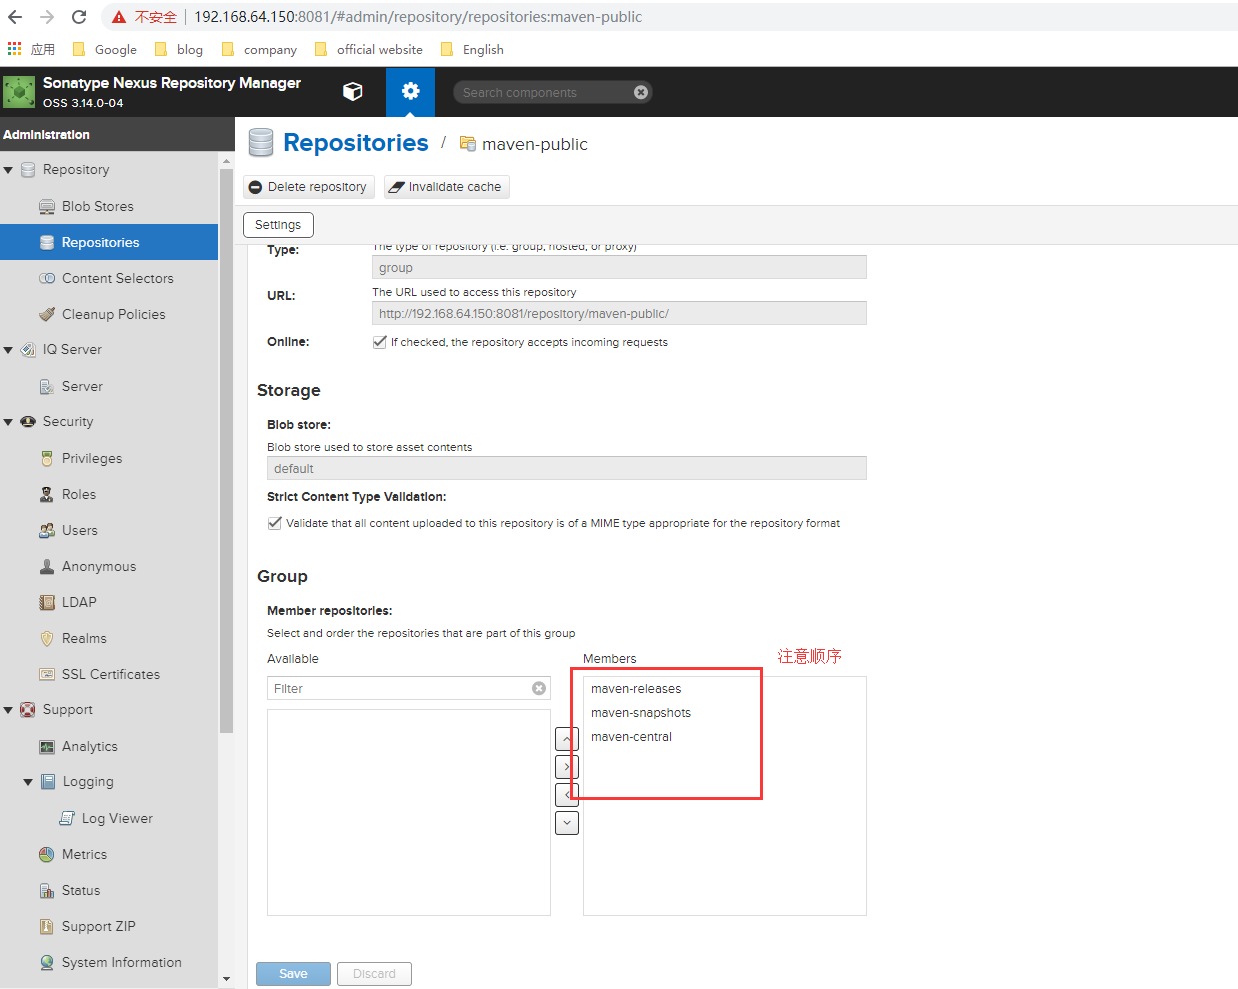 不安全 192.168.64.150:8081/#admin/repository/repositories:maven-public
应用 Google blog company official website English
Sonatype Nexus Repository Manager
OSS 3.14.0-04
Search components
Administration
Repository
Blob Stores
Repositories
Content Selectors
Cleanup Policies
IQ Server
Server
Security
Privileges
Roles
Users
Anonymous
LDAP
Realms
SSL Certificates
Support
Analytics
Logging
Log Viewer
Metrics
Status
Support ZIP
System Information
Repositories / maven-public
Delete repository Invalidate cache
Settings
Type: The type of repository (i.e. group, hosted, or proxy)
group
URL: The URL used to access this repository
http://192.168.64.150:8081/repository/maven-public/
Online: If checked, the repository accepts incoming requests
Storage
Blob store:
Blob store used to store asset contents
default
Strict Content Type Validation:
Validate that all content uploaded to this repository is of a MIME type appropriate for the repository format
Group
Member repositories:
Select and order the repositories that are part of this group
Available Members 注意顺序
Filter
maven-releases
maven-snapshots
maven-central
Save Discard